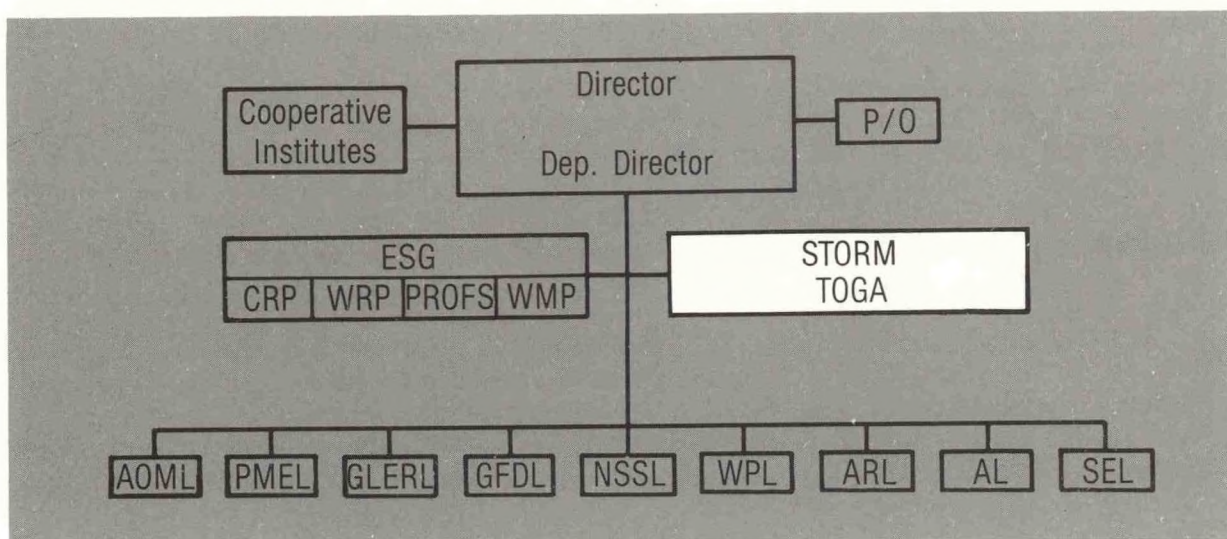 Director
Cooperative
Institutes
P/O
Dep. Director
ESG
CRP WRP PROFS WMP
STORM
TOGA
AOML PMEL GLERL GFDL NSSL WPL ARL AL SEL